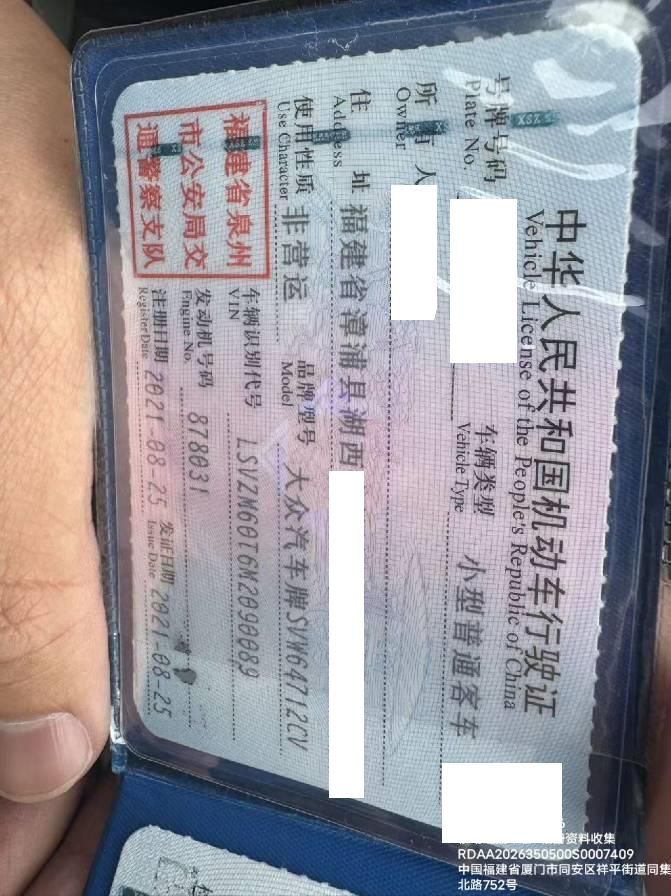 中华人民共和国机动车行驶证
Vehicle License of the People's Republic of China
号牌号码
Plate No.
车辆类型 小型普通客车
Vehicle Type
所有人
Owner
住址 福建省漳浦县湖西
Address
使用性质 非营运
Use Character
品牌型号 大众汽车牌SVW64712CV
Model
福建省泉州
市公安局交
通警察支队
车辆识别代号 LSVZM60T6M2090089
VIN
发动机号码 878031
Engine No.
注册日期 2021-08-25
Register Date
发证日期 2021-08-25
Issue Date
资料收集
RDAA2026350500S0007409
中国福建省厦门市同安区祥平街道同集
北路752号